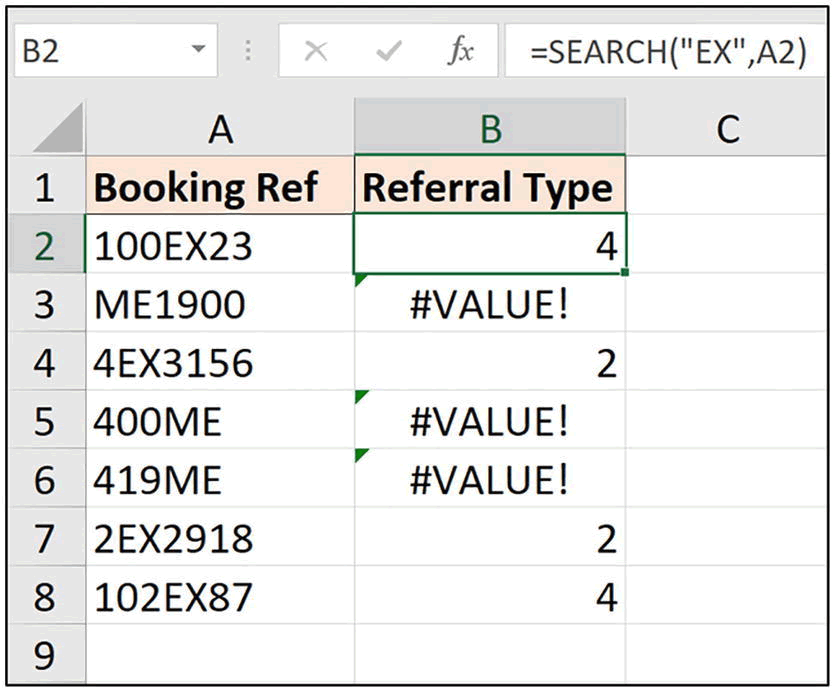 B2 fx =SEARCH("EX",A2)
A B C
1 Booking Ref Referral Type
2 100EX23 4
3 ME1900 #VALUE!
4 4EX3156 2
5 400ME #VALUE!
6 419ME #VALUE!
7 2EX2918 2
8 102EX87 4
9